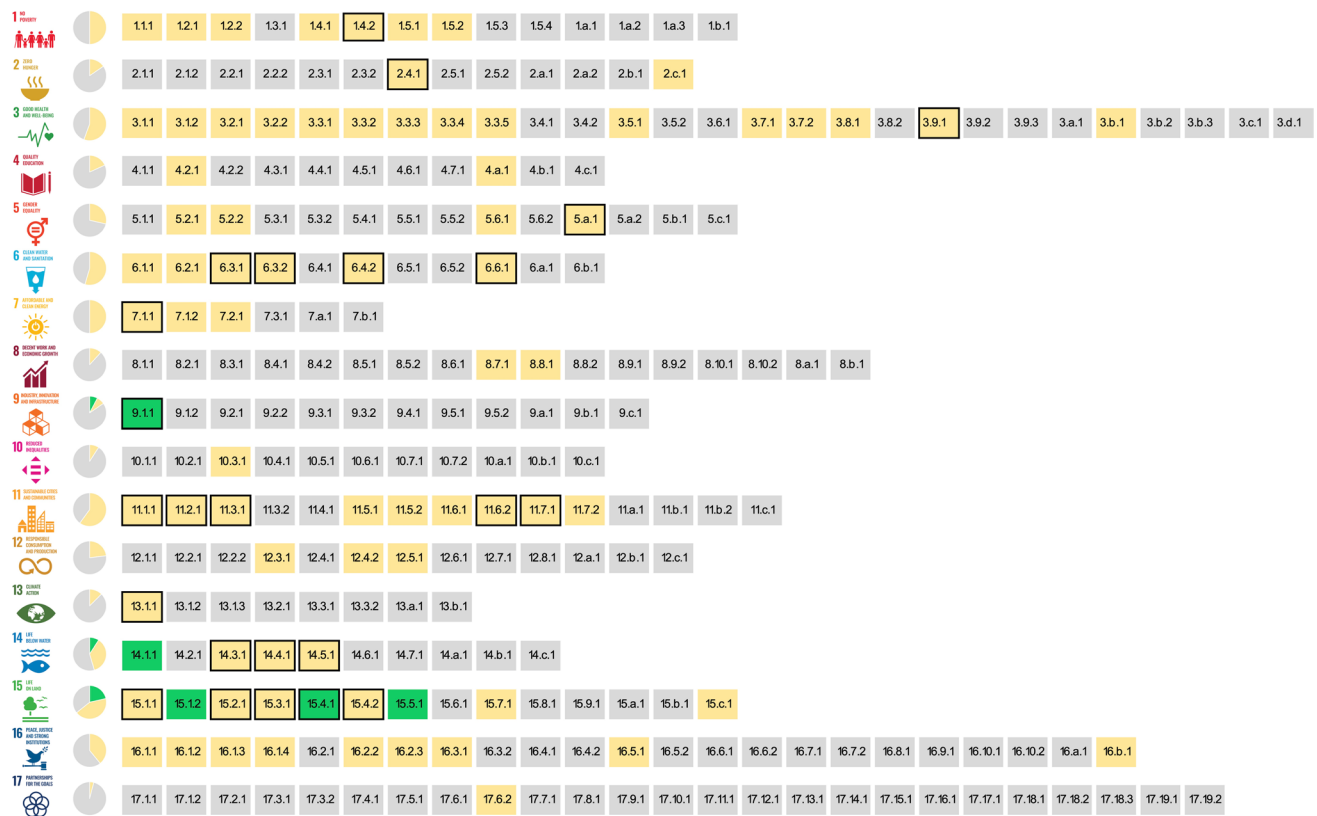 1 NO
POVERTY
1.1.1 1.2.1 1.2.2 1.3.1 1.4.1 1.4.2 1.5.1 1.5.2 1.5.3 1.5.4 1.a.1 1.a.2 1.a.3 1.b.1
2 ZERO
HUNGER
2.1.1 2.1.2 2.2.1 2.2.2 2.3.1 2.3.2 2.4.1 2.5.1 2.5.2 2.a.1 2.a.2 2.b.1 2.c.1
3 GOOD HEALTH
AND WELL-BEING
3.1.1 3.1.2 3.2.1 3.2.2 3.3.1 3.3.2 3.3.3 3.3.4 3.3.5 3.4.1 3.4.2 3.5.1 3.5.2 3.6.1 3.7.1 3.7.2 3.8.1 3.8.2 3.9.1 3.9.2 3.9.3 3.a.1 3.b.1 3.b.2 3.b.3 3.c.1 3.d.1
4 QUALITY
EDUCATION
4.1.1 4.2.1 4.2.2 4.3.1 4.4.1 4.5.1 4.6.1 4.7.1 4.a.1 4.b.1 4.c.1
5 GENDER
EQUALITY
5.1.1 5.2.1 5.2.2 5.3.1 5.3.2 5.4.1 5.5.1 5.5.2 5.6.1 5.6.2 5.a.1 5.a.2 5.b.1 5.c.1
6 CLEAN WATER
AND SANITATION
6.1.1 6.2.1 6.3.1 6.3.2 6.4.1 6.4.2 6.5.1 6.5.2 6.6.1 6.a.1 6.b.1
7 AFFORDABLE AND
CLEAN ENERGY
7.1.1 7.1.2 7.2.1 7.3.1 7.a.1 7.b.1
8 DECENT WORK AND
ECONOMIC GROWTH
8.1.1 8.2.1 8.3.1 8.4.1 8.4.2 8.5.1 8.5.2 8.6.1 8.7.1 8.8.1 8.8.2 8.9.1 8.9.2 8.10.1 8.10.2 8.a.1 8.b.1
9 INDUSTRY, INNOVATION
AND INFRASTRUCTURE
9.1.1 9.1.2 9.2.1 9.2.2 9.3.1 9.3.2 9.4.1 9.5.1 9.5.2 9.a.1 9.b.1 9.c.1
10 REDUCED
INEQUALITIES
10.1.1 10.2.1 10.3.1 10.4.1 10.5.1 10.6.1 10.7.1 10.7.2 10.a.1 10.b.1 10.c.1
11 SUSTAINABLE CITIES
AND COMMUNITIES
11.1.1 11.2.1 11.3.1 11.3.2 11.4.1 11.5.1 11.5.2 11.6.1 11.6.2 11.7.1 11.7.2 11.a.1 11.b.1 11.b.2 11.c.1
12 RESPONSIBLE
CONSUMPTION
AND PRODUCTION
12.1.1 12.2.1 12.2.2 12.3.1 12.4.1 12.4.2 12.5.1 12.6.1 12.7.1 12.8.1 12.a.1 12.b.1 12.c.1
13 CLIMATE
ACTION
13.1.1 13.1.2 13.1.3 13.2.1 13.3.1 13.3.2 13.a.1 13.b.1
14 LIFE
BELOW WATER
14.1.1 14.2.1 14.3.1 14.4.1 14.5.1 14.6.1 14.7.1 14.a.1 14.b.1 14.c.1
15 LIFE
ON LAND
15.1.1 15.1.2 15.2.1 15.3.1 15.4.1 15.4.2 15.5.1 15.6.1 15.7.1 15.8.1 15.9.1 15.a.1 15.b.1 15.c.1
16 PEACE, JUSTICE
AND STRONG
INSTITUTIONS
16.1.1 16.1.2 16.1.3 16.1.4 16.2.1 16.2.2 16.2.3 16.3.1 16.3.2 16.4.1 16.4.2 16.5.1 16.5.2 16.6.1 16.6.2 16.7.1 16.7.2 16.8.1 16.9.1 16.10.1 16.10.2 16.a.1 16.b.1
17 PARTNERSHIPS
FOR THE GOALS
17.1.1 17.1.2 17.2.1 17.3.1 17.3.2 17.4.1 17.5.1 17.6.1 17.6.2 17.7.1 17.8.1 17.9.1 17.10.1 17.11.1 17.12.1 17.13.1 17.14.1 17.15.1 17.16.1 17.17.1 17.18.1 17.18.2 17.18.3 17.19.1 17.19.2